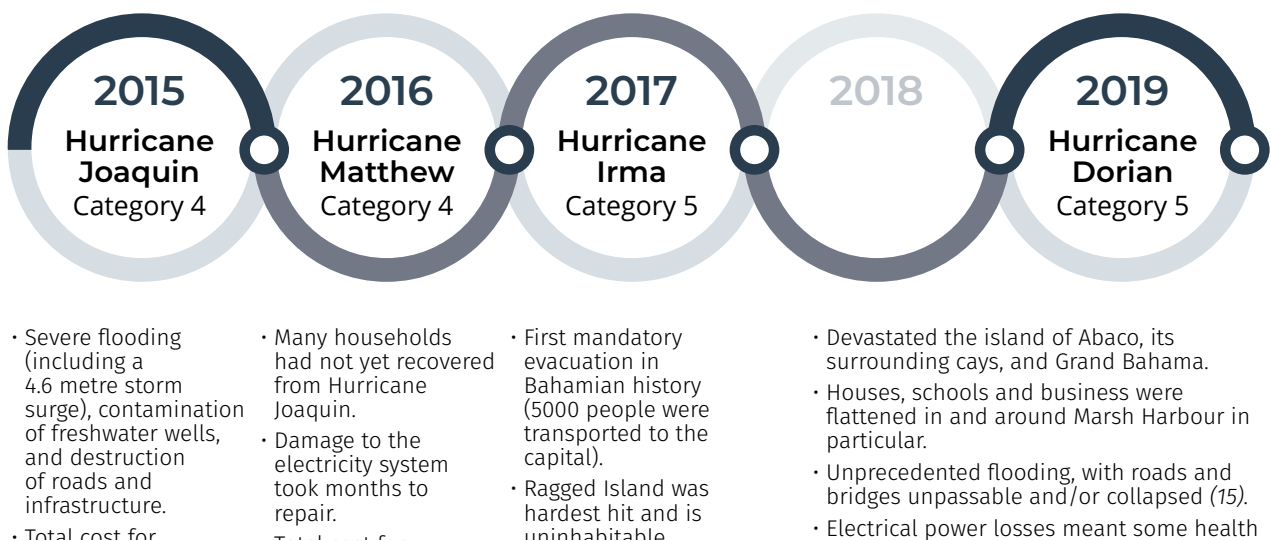 2015
Hurricane
Joaquin
Category 4
2016
Hurricane
Matthew
Category 4
2017
Hurricane
Irma
Category 5
2018
2019
Hurricane
Dorian
Category 5
· Severe flooding
(including a
4.6 metre storm
surge), contamination
of freshwater wells,
and destruction
of roads and
infrastructure.
· Total cost for
· Many households
had not yet recovered
from Hurricane
Joaquin.
· Damage to the
electricity system
took months to
repair.
· Total cost for
· First mandatory
evacuation in
Bahamian history
(5000 people were
transported to the
capital).
· Ragged Island was
hardest hit and is
uninhabitable
· Devastated the island of Abaco, its
surrounding cays, and Grand Bahama.
· Houses, schools and business were
flattened in and around Marsh Harbour in
particular.
· Unprecedented flooding, with roads and
bridges unpassable and/or collapsed (15).
· Electrical power losses meant some health